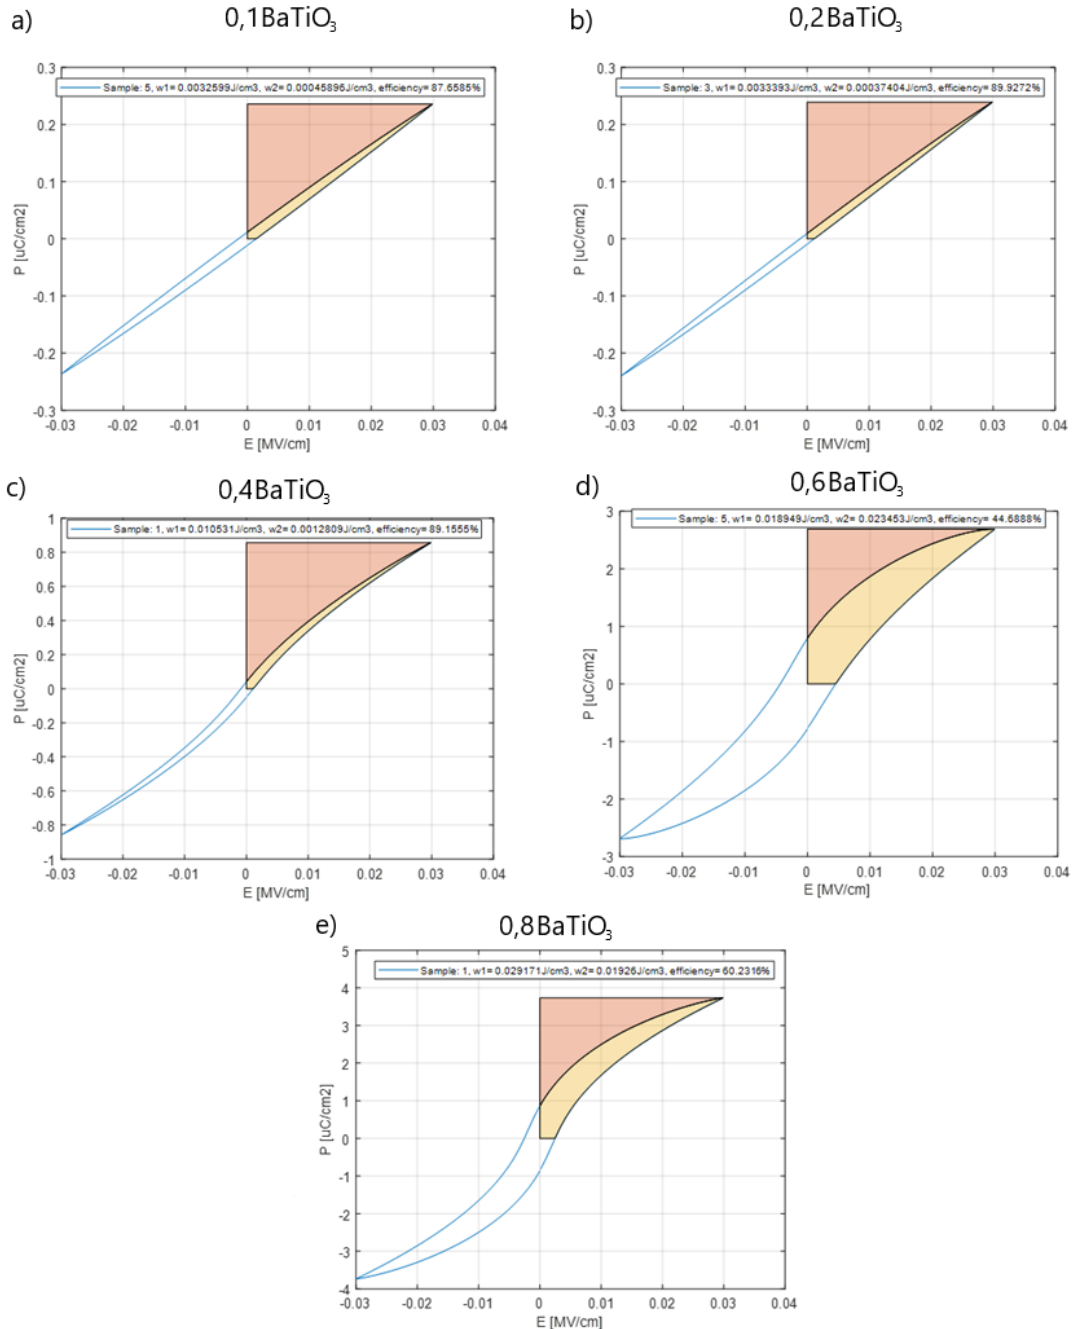 a) 0,1BaTiO₃
Sample: 5, w1= 0.0032599J/cm3, w2= 0.00045896J/cm3, efficiency= 87.6585%
0.3
0.2
0.1
0
-0.1
-0.2
-0.3
P [uC/cm2]
-0.03 -0.02 -0.01 0 0.01 0.02 0.03 0.04
E [MV/cm]
b) 0,2BaTiO₃
Sample: 3, w1= 0.0033393J/cm3, w2= 0.00037404J/cm3, efficiency= 89.9272%
0.3
0.2
0.1
0
-0.1
-0.2
-0.3
P [uC/cm2]
-0.03 -0.02 -0.01 0 0.01 0.02 0.03 0.04
E [MV/cm]
c) 0,4BaTiO₃
Sample: 1, w1= 0.010531J/cm3, w2= 0.0012809J/cm3, efficiency= 89.1555%
1
0.8
0.6
0.4
0.2
0
-0.2
-0.4
-0.6
-0.8
-1
P [uC/cm2]
-0.03 -0.02 -0.01 0 0.01 0.02 0.03 0.04
E [MV/cm]
d) 0,6BaTiO₃
Sample: 5, w1= 0.018949J/cm3, w2= 0.023453J/cm3, efficiency= 44.6888%
3
2
1
0
-1
-2
-3
P [uC/cm2]
-0.03 -0.02 -0.01 0 0.01 0.02 0.03 0.04
E [MV/cm]
e) 0,8BaTiO₃
Sample: 1, w1= 0.029171J/cm3, w2= 0.01926J/cm3, efficiency= 60.2316%
5
4
3
2
1
0
-1
-2
-3
-4
P [uC/cm2]
-0.03 -0.02 -0.01 0 0.01 0.02 0.03 0.04
E [MV/cm]